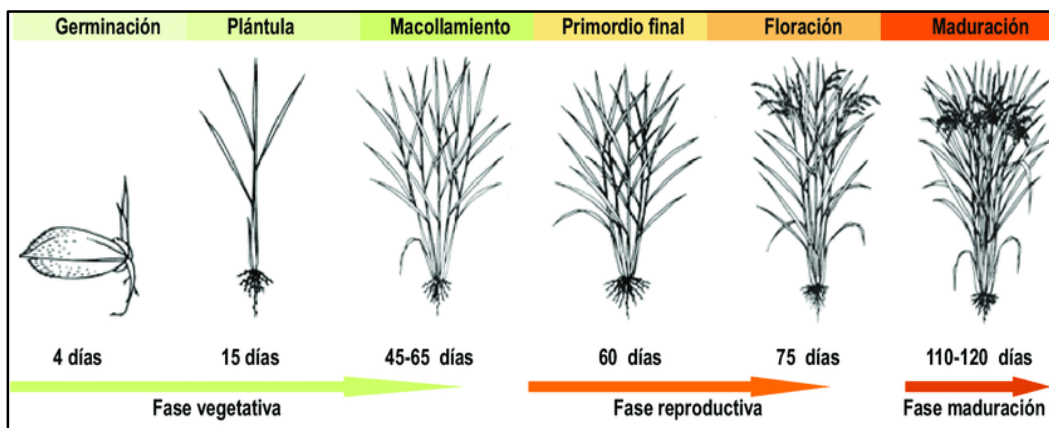 Germinación Plántula Macollamiento Primordio final Floración Maduración
4 días 15 días 45-65 días 60 días 75 días 110-120 días
Fase vegetativa Fase reproductiva Fase maduración